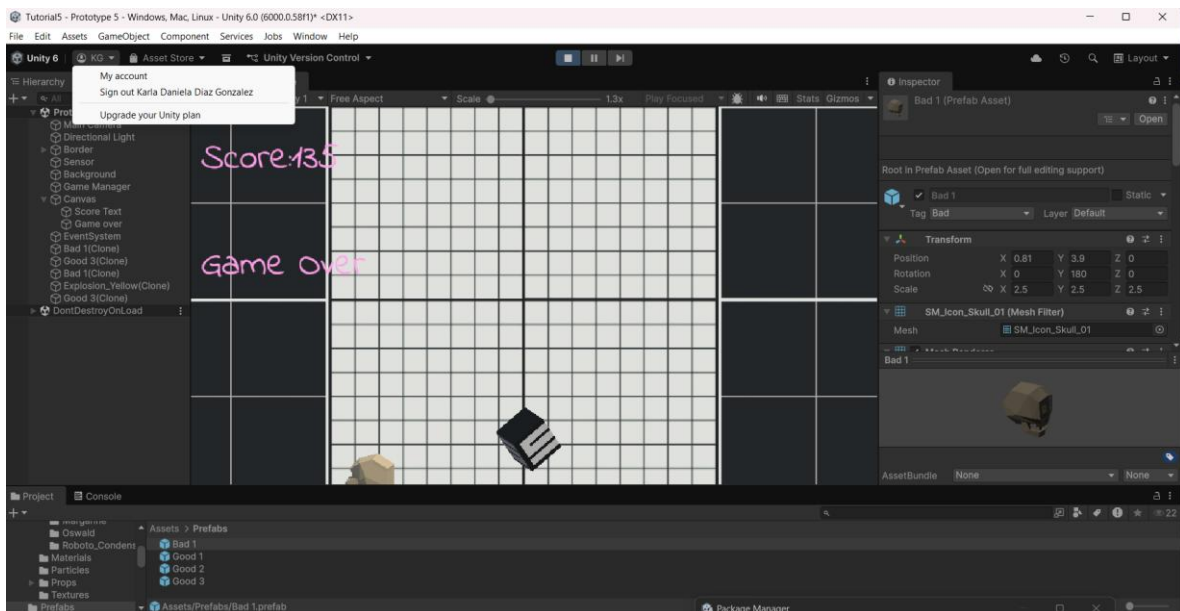 Tutorial5 - Prototype 5 - Windows, Mac, Linux - Unity 6.0 (6000.0.58f1)* <DX11>
File Edit Assets GameObject Component Services Jobs Window Help
Unity 6 KG Asset Store Unity Version Control Layout
My account
Sign out Karla Daniela Diaz Gonzalez
Upgrade your Unity plan
Hierarchy
All
Main Camera
Directional Light
Border
Sensor
Background
Game Manager
Canvas
Score Text
Game over
EventSystem
Bad 1(Clone)
Good 3(Clone)
Bad 1(Clone)
Explosion_Yellow(Clone)
Good 3(Clone)
DontDestroyOnLoad
Free Aspect Scale 1.3x Play Focused Stats Gizmos
Score:135
Game Over
Inspector
Bad 1 (Prefab Asset)
Open
Root in Prefab Asset (Open for full editing support)
Bad 1 Static
Tag Bad Layer Default
Transform
Position X 0.81 Y 3.9 Z 0
Rotation X 0 Y 180 Z 0
Scale X 2.5 Y 2.5 Z 2.5
SM_Icon_Skull_01 (Mesh Filter)
Mesh SM_Icon_Skull_01
Bad 1
AssetBundle None None
Project Console
22
Oswald
Roboto_Condens
Materials
Particles
Props
Textures
Prefabs
Assets > Prefabs
Bad 1
Good 1
Good 2
Good 3
Assets/Prefabs/Bad 1.prefab
Package Manager